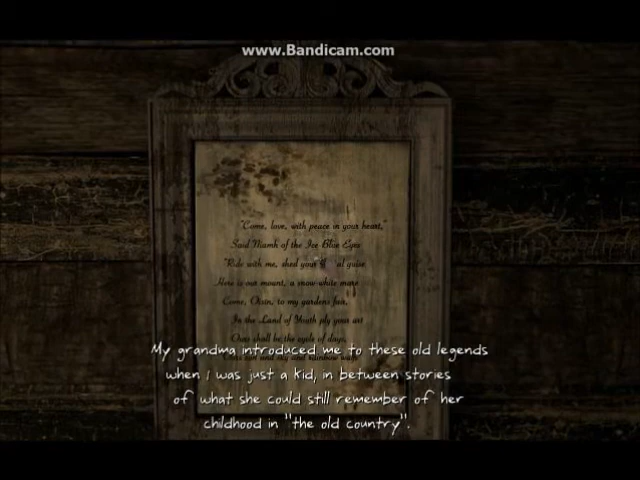 www.Bandicam.com
"Come, love, with peace in your heart,"
Said Niamh of the Ice-Blue Eyes
"Ride with me, shed your guise
Here is our mount, a snow-white mare
Come, Oisin, to my gardens fair,
In the Land of Youth ply your art
Ours shall be the cycle of days,
My grandma introduced me to these old legends
when I was just a kid, in between stories
of what she could still remember of her
childhood in "the old country".